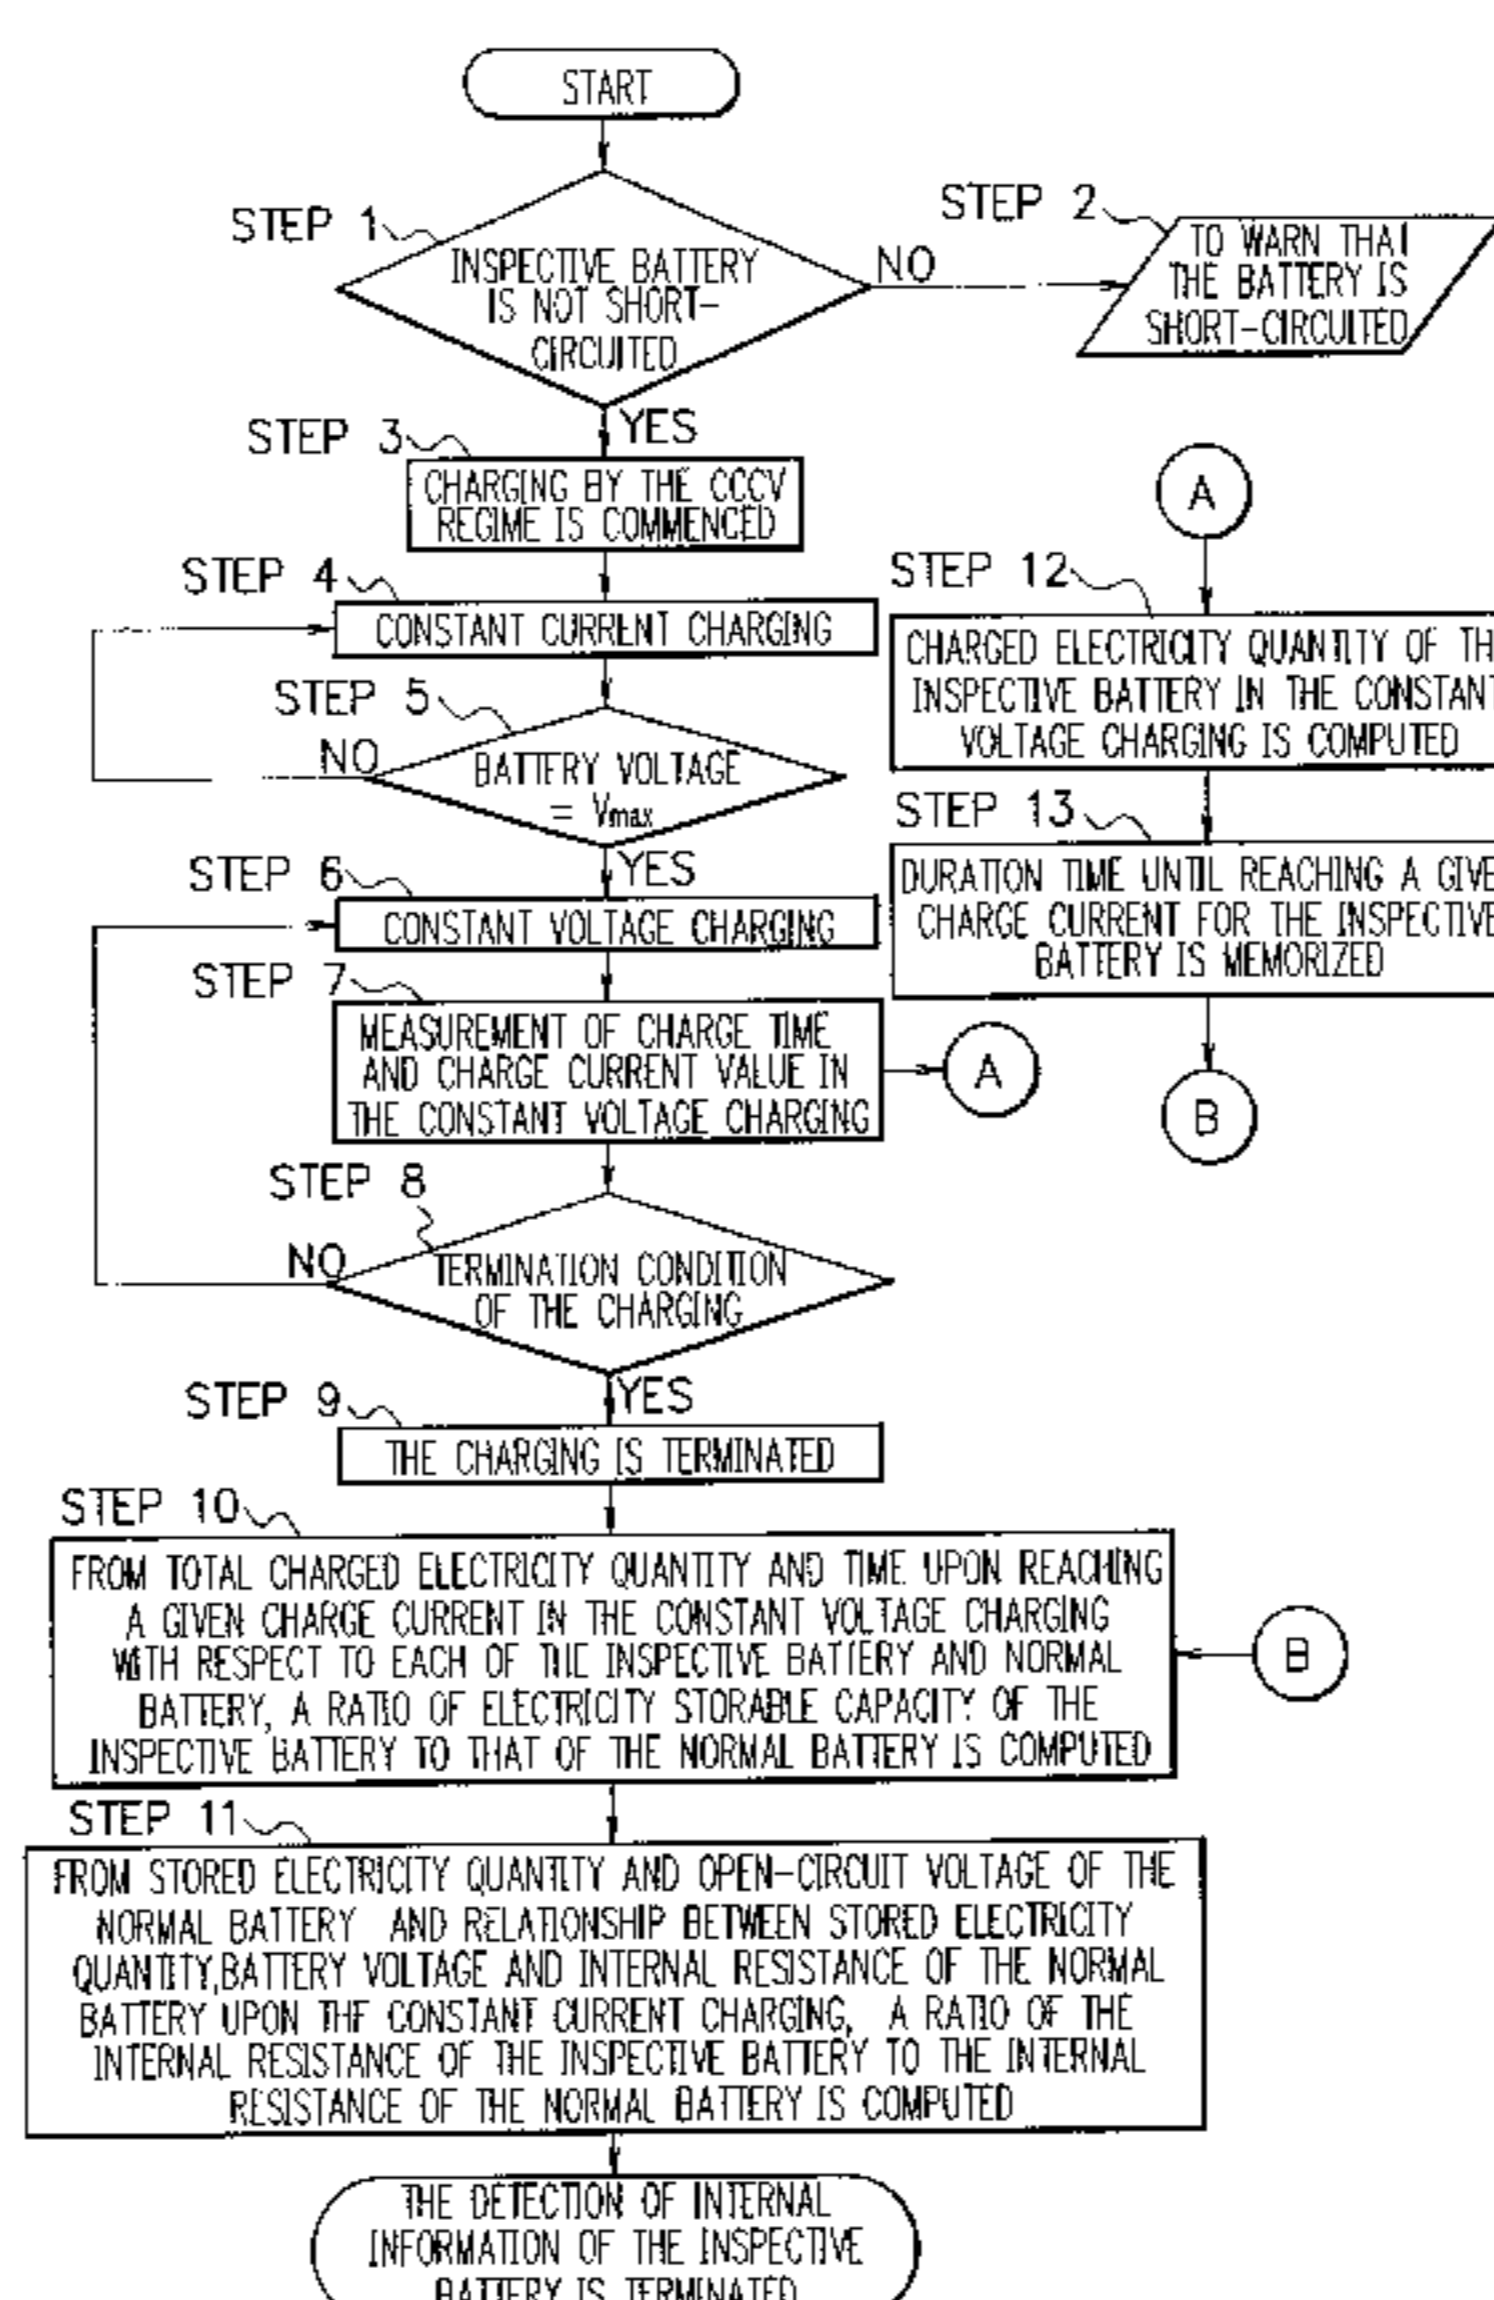 START
STEP 1
INSPECTIVE BATTERY
IS NOT SHORT-
CIRCUITED
NO
STEP 2
TO WARN THAT
THE BATTERY IS
SHORT-CIRCUITED
YES
STEP 3
CHARGING BY THE CCCV
REGIME IS COMMENCED
STEP 4
CONSTANT CURRENT CHARGING
STEP 5
NO
BATTERY VOLTAGE
= Vmax
YES
STEP 6
CONSTANT VOLTAGE CHARGING
STEP 7
MEASUREMENT OF CHARGE TIME
AND CHARGE CURRENT VALUE IN
THE CONSTANT VOLTAGE CHARGING
A
STEP 8
NO
TERMINATION CONDITION
OF THE CHARGING
YES
STEP 9
THE CHARGING IS TERMINATED
STEP 10
FROM TOTAL CHARGED ELECTRICITY QUANTITY AND TIME UPON REACHING
A GIVEN CHARGE CURRENT IN THE CONSTANT VOLTAGE CHARGING
WITH RESPECT TO EACH OF THE INSPECTIVE BATTERY AND NORMAL
BATTERY, A RATIO OF ELECTRICITY STORABLE CAPACITY OF THE
INSPECTIVE BATTERY TO THAT OF THE NORMAL BATTERY IS COMPUTED
B
STEP 11
FROM STORED ELECTRICITY QUANTITY AND OPEN-CIRCUIT VOLTAGE OF THE
NORMAL BATTERY AND RELATIONSHIP BETWEEN STORED ELECTRICITY
QUANTITY,BATTERY VOLTAGE AND INTERNAL RESISTANCE OF THE NORMAL
BATTERY UPON THE CONSTANT CURRENT CHARGING, A RATIO OF THE
INTERNAL RESISTANCE OF THE INSPECTIVE BATTERY TO THE INTERNAL
RESISTANCE OF THE NORMAL BATTERY IS COMPUTED
THE DETECTION OF INTERNAL
INFORMATION OF THE INSPECTIVE
BATTERY IS TERMINATED
A
STEP 12
CHARGED ELECTRICITY QUANTITY OF TH
INSPECTIVE BATTERY IN THE CONSTANT
VOLTAGE CHARGING IS COMPUTED
STEP 13
DURATION TIME UNTIL REACHING A GIVE
CHARGE CURRENT FOR THE INSPECTIVE
BATTERY IS MEMORIZED
B